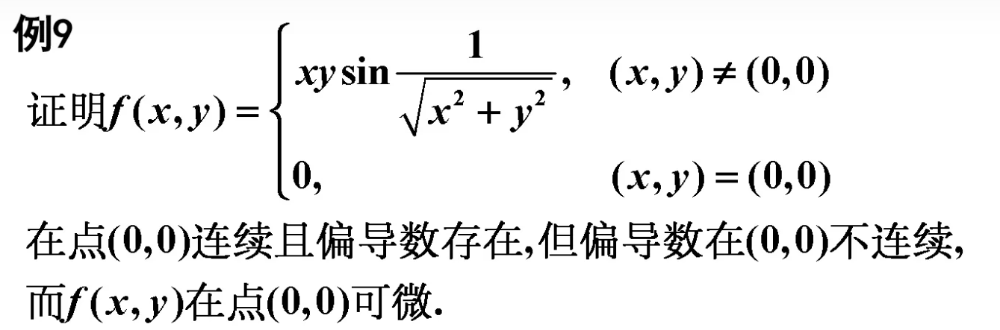 例9
证明f(x,y)={xy sin 1/√(x²+y²), (x,y)≠(0,0)
0, (x,y)=(0,0)
在点(0,0)连续且偏导数存在,但偏导数在(0,0)不连续,
而f(x,y)在点(0,0)可微.